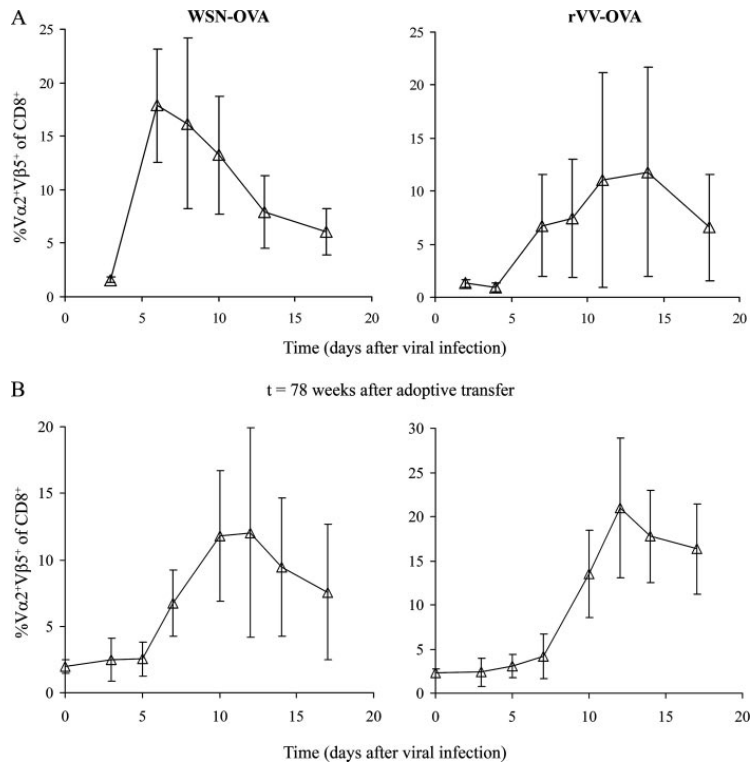 A
WSN-OVA
rVV-OVA
%Vα2⁺Vβ5⁺ of CD8⁺
25
20
15
10
5
0
0 5 10 15 20
25
20
15
10
5
0
0 5 10 15 20
Time (days after viral infection)
B
t = 78 weeks after adoptive transfer
%Vα2⁺Vβ5⁺ of CD8⁺
20
15
10
5
0
0 5 10 15 20
30
25
20
15
10
5
0
0 5 10 15 20
Time (days after viral infection)